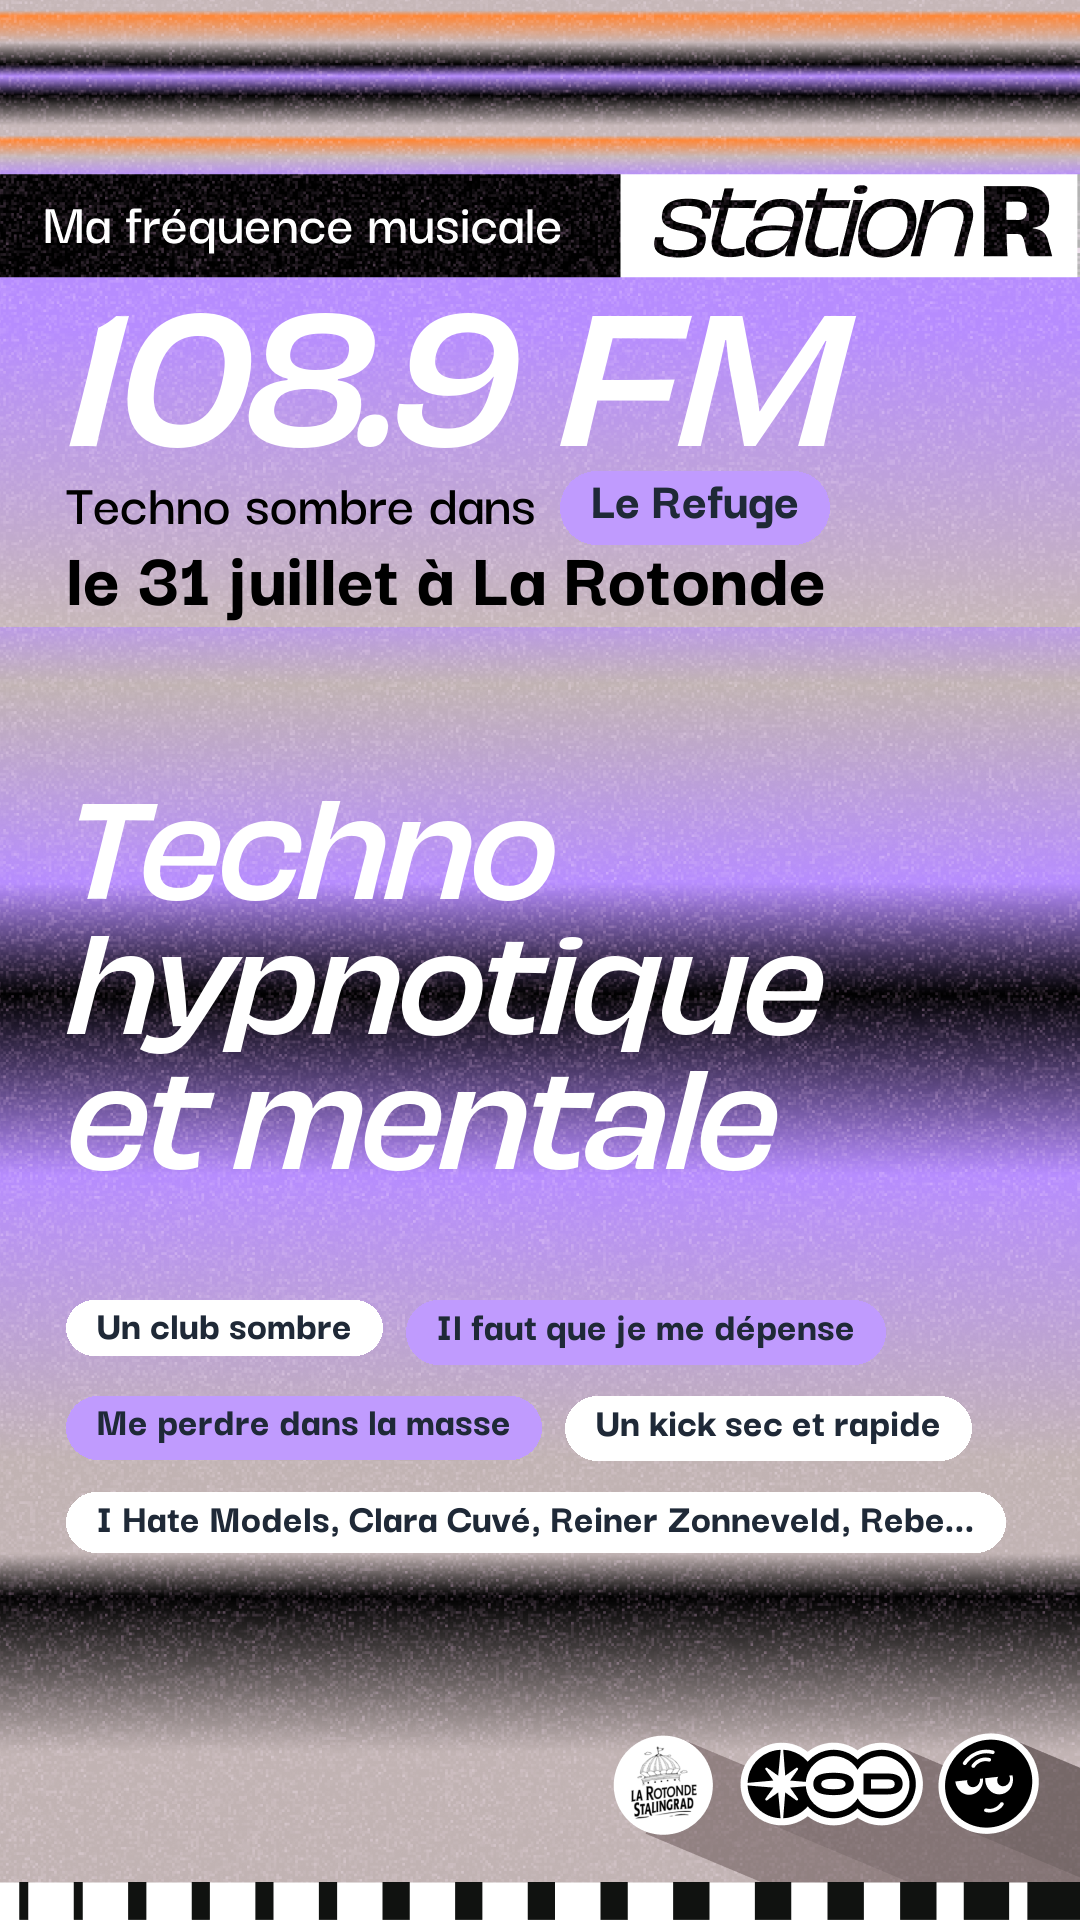 Ma fréquence musicale
stationR
108.9 FM
Techno sombre dans Le Refuge
le 31 juillet à La Rotonde
Techno
hypnotique
et mentale
Un club sombre
Il faut que je me dépense
Me perdre dans la masse
Un kick sec et rapide
I Hate Models, Clara Cuvé, Reiner Zonneveld, Rebe...
LA ROTONDE
STALINGRAD
OD